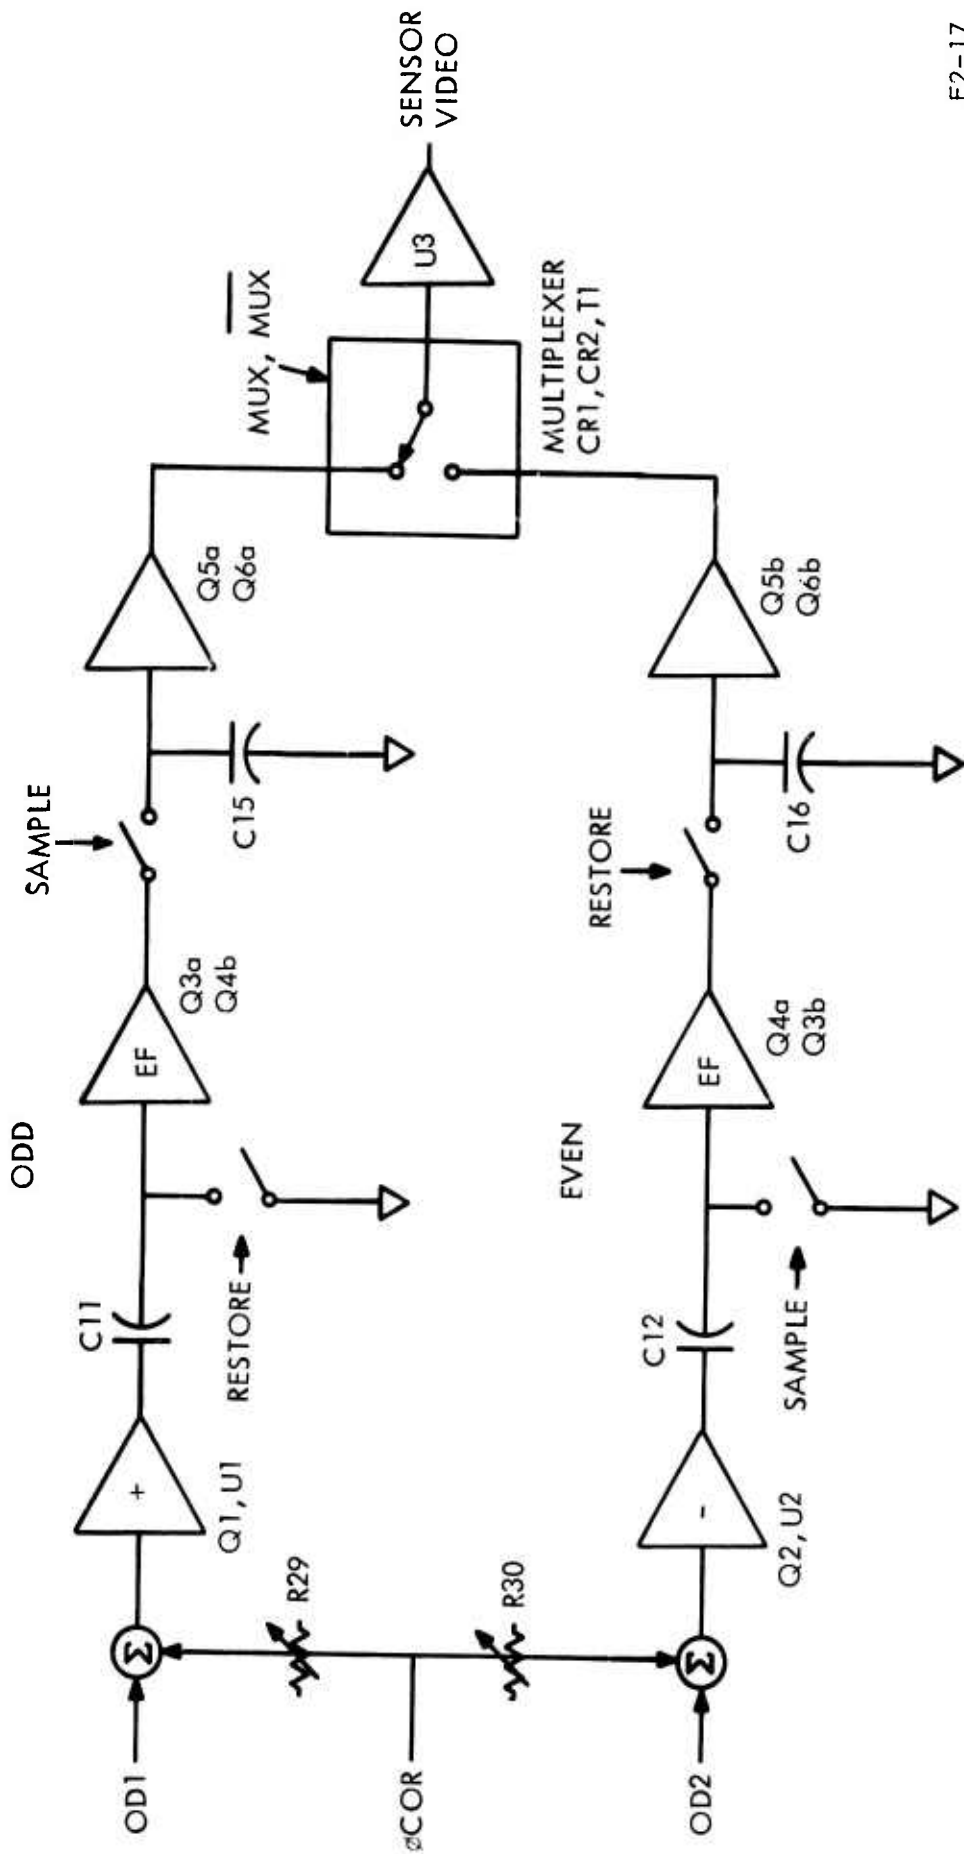 ODD
OD1
Σ
R29
+
Q1, U1
C11
RESTORE
EF
Q3a
Q4b
SAMPLE
C15
Q5a
Q6a
øCOR
EVEN
OD2
Σ
R30
-
Q2, U2
C12
SAMPLE
EF
Q4a
Q3b
RESTORE
C16
Q5b
Q6b
MUX, MUX
MULTIPLEXER
CR1, CR2, T1
U3
SENSOR
VIDEO